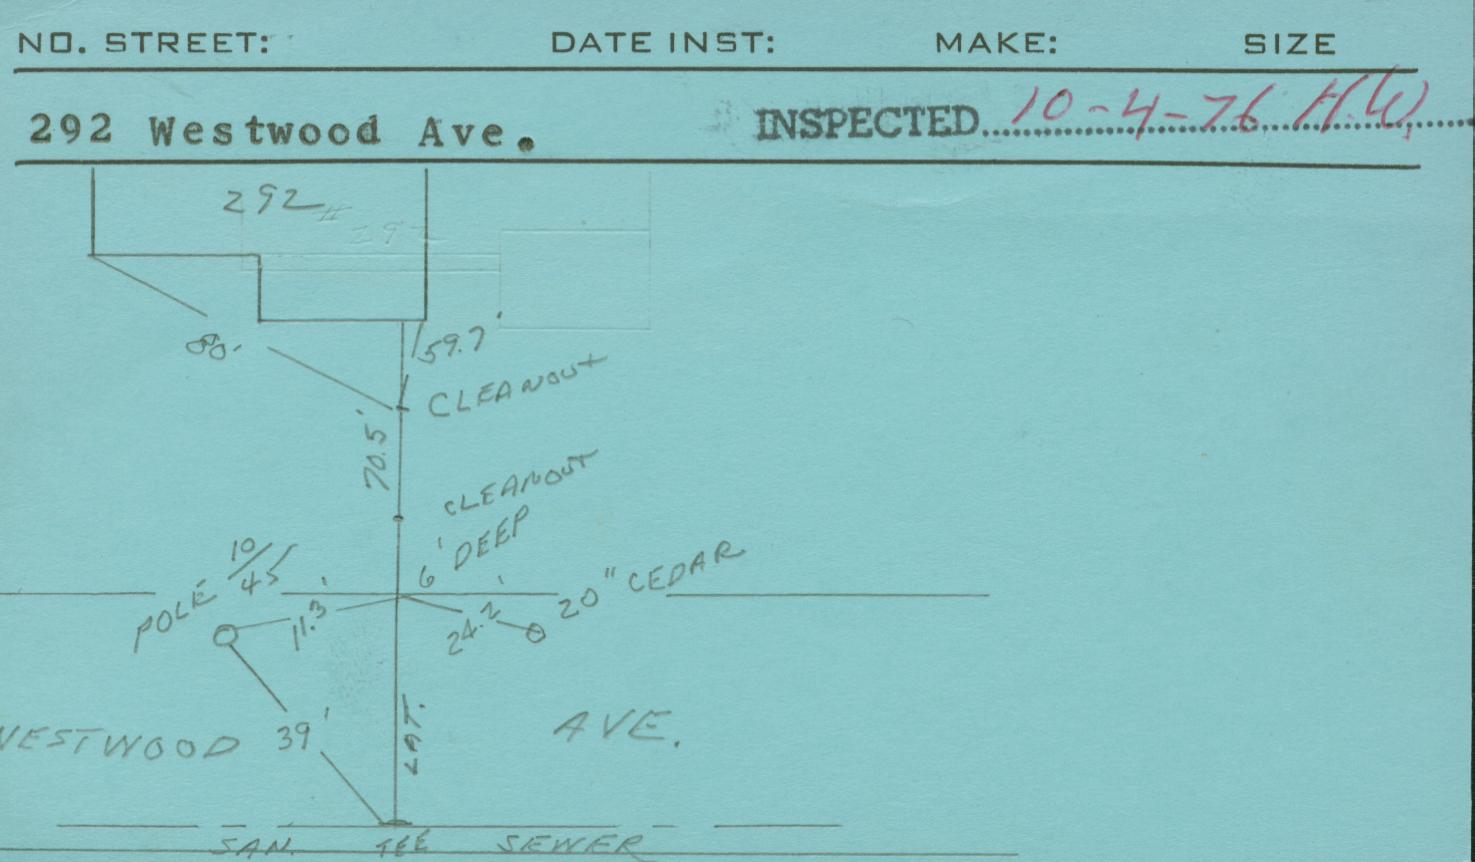 NO. STREET: DATE INST: MAKE: SIZE
292 Westwood Ave. INSPECTED 10-4-76 H.W.
292
292
80.
59.7'
CLEANOUT
70.5'
CLEANOUT
6' DEEP
POLE 10/45
11.3'
24.2'
20" CEDAR
39'
LAT.
WESTWOOD AVE.
SAN. TEE SEWER